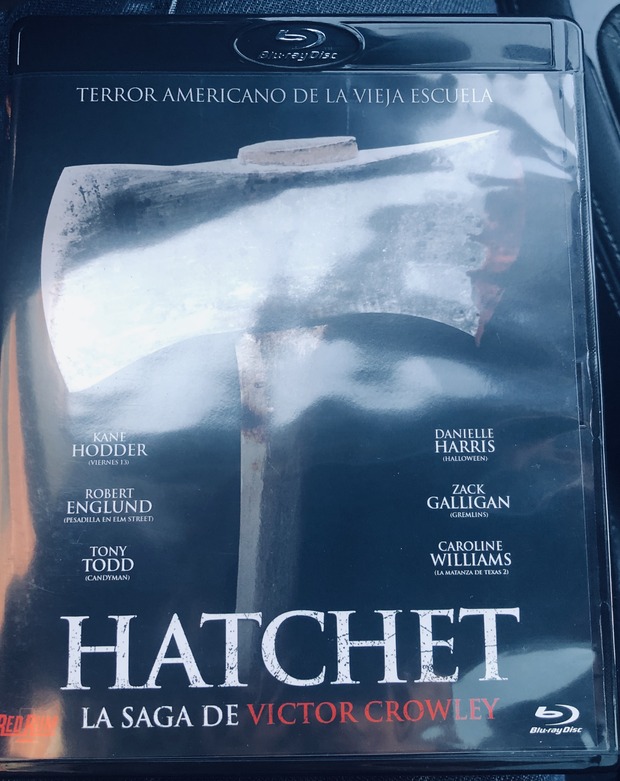 Blu-ray Disc
TERROR AMERICANO DE LA VIEJA ESCUELA
KANE
HODDER
(VIERNES 13)
DANIELLE
HARRIS
(HALLOWEEN)
ROBERT
ENGLUND
(PESADILLA EN ELM STREET)
ZACK
GALLIGAN
(GREMLINS)
TONY
TODD
(CANDYMAN)
CAROLINE
WILLIAMS
(LA MATANZA DE TEXAS 2)
HATCHET
LA SAGA DE VICTOR CROWLEY
RED
Blu-ray Disc